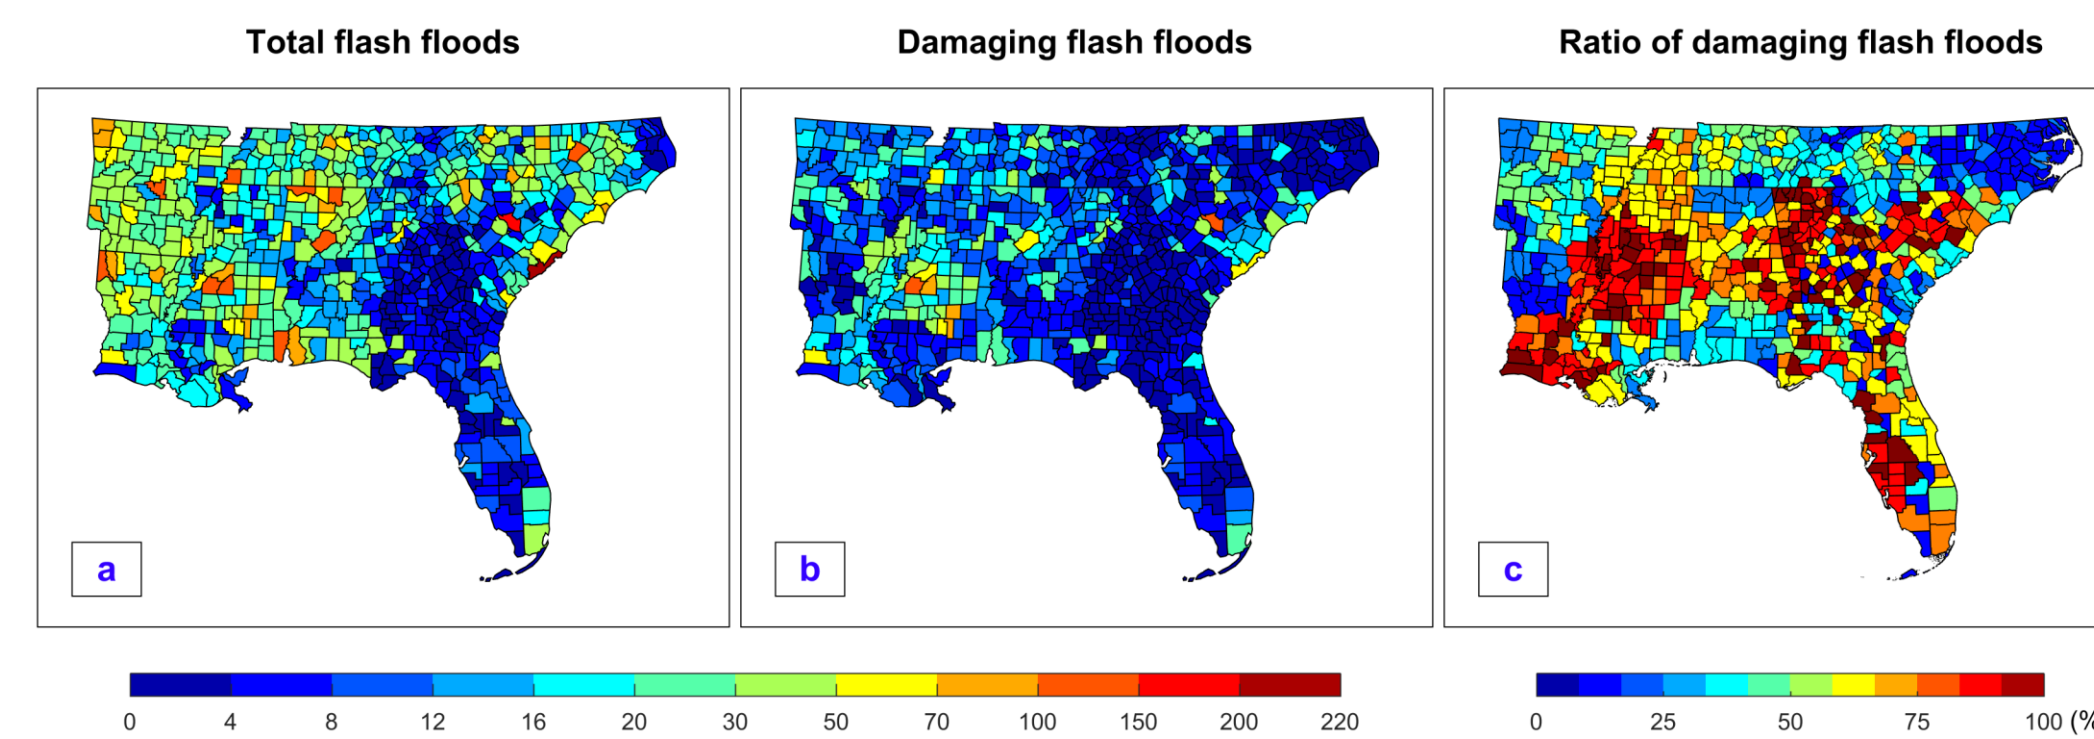 Total flash floods
Damaging flash floods
Ratio of damaging flash floods
a
b
c
0 4 8 12 16 20 30 50 70 100 150 200 220
0 25 50 75 100 (%